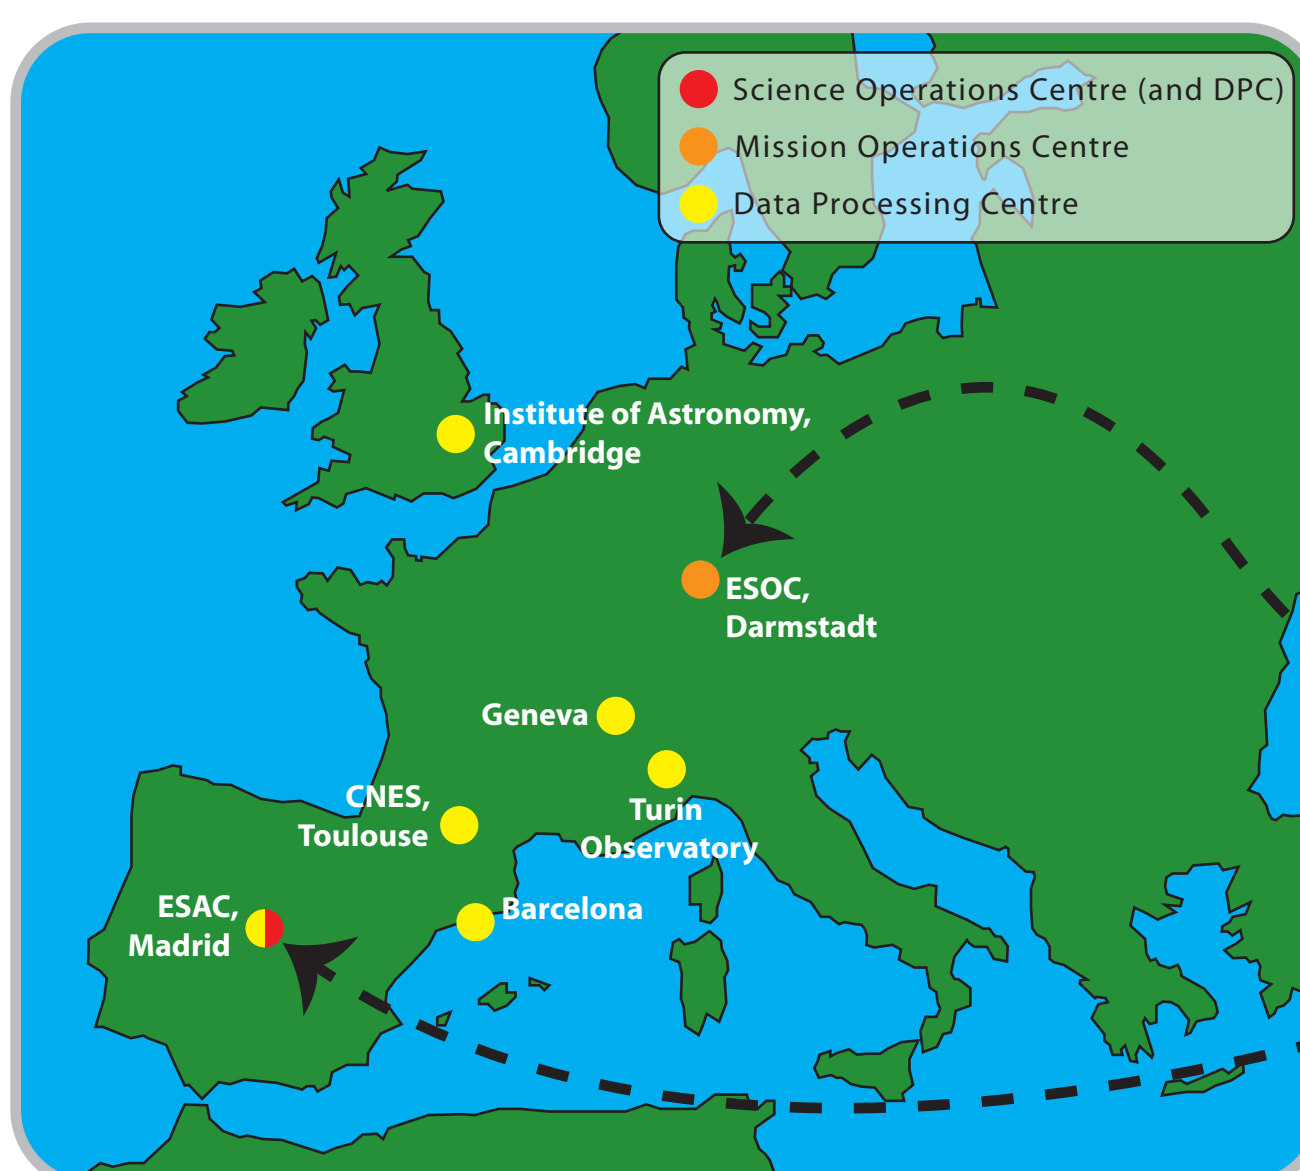 Science Operations Centre (and DPC)
Mission Operations Centre
Data Processing Centre
Institute of Astronomy,
Cambridge
ESOC,
Darmstadt
Geneva
Turin
Observatory
CNES,
Toulouse
Barcelona
ESAC,
Madrid